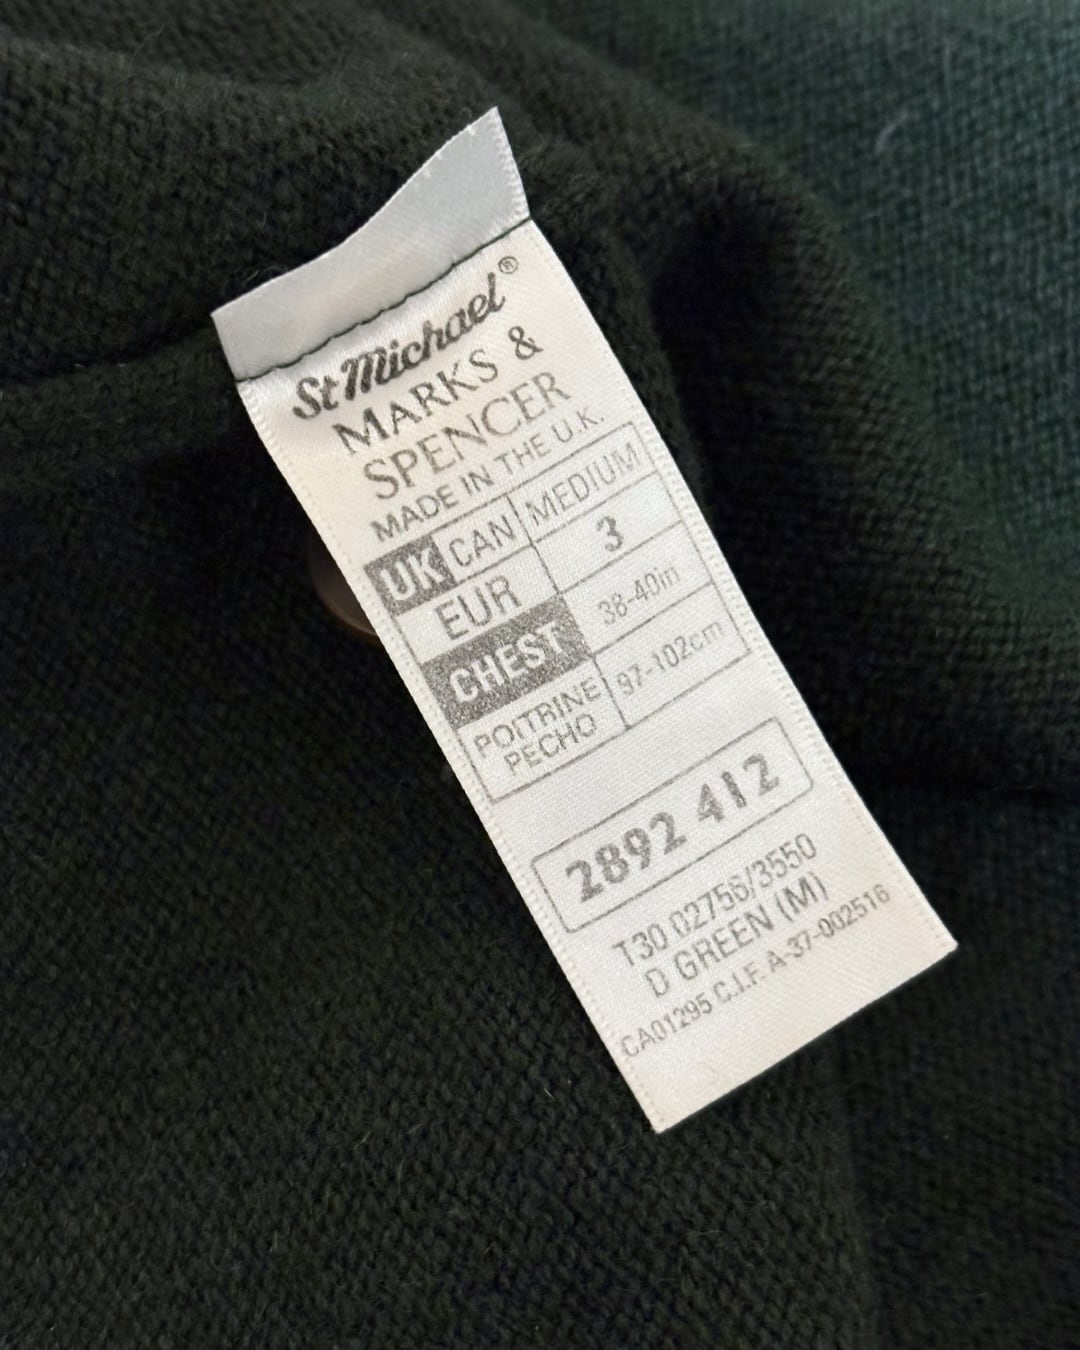 St Michael®
MARKS &
SPENCER
MADE IN THE U.K.
UK CAN MEDIUM
EUR 3
CHEST 38-40in
POITRINE PECHO 97-102cm
2892 412
T30 02756/3550
D GREEN (M)
CA01295 C.I.F. A-37-002516